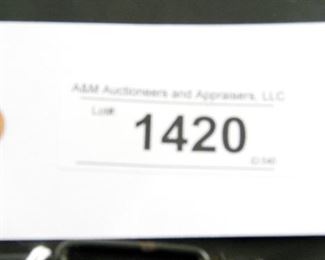 A&M Auctioneers and Appraisers, LLC
Lot#
1420